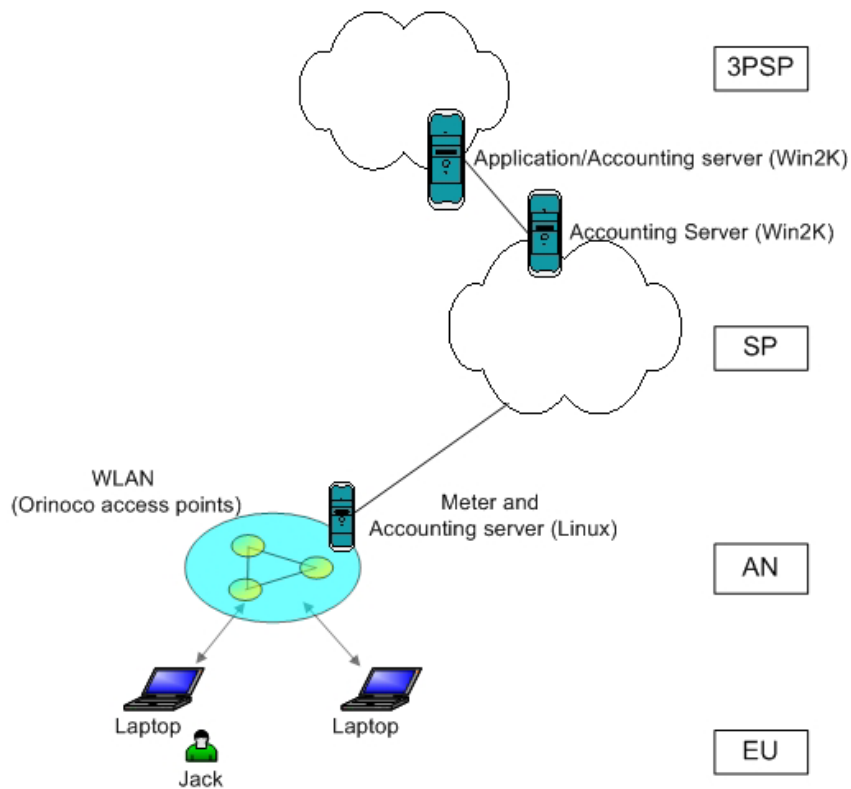 3PSP
Application/Accounting server (Win2K)
Accounting Server (Win2K)
SP
WLAN
(Orinoco access points)
Meter and
Accounting server (Linux)
AN
Laptop
Laptop
Jack
EU